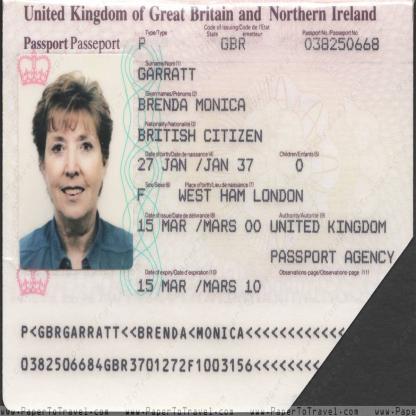 United Kingdom of Great Britain and Northern Ireland
Passport Passeport
Type/Type
P
Code of issuing/Code de l'Etat
State émetteur
GBR
Passport No./Passeport No.
038250668
Surname/Nom (1)
GARRATT
Given names/Prénoms (2)
BRENDA MONICA
Nationality/Nationalité (3)
BRITISH CITIZEN
Date of birth/Date de naissance (4)
27 JAN /JAN 37
Children/Enfants (5)
0
Sex/Sexe (6)
F
Place of birth/Lieu de naissance (7)
WEST HAM LONDON
Date of issue/Date de délivrance (8)
15 MAR /MARS 00
Authority/Autorité (9)
UNITED KINGDOM
PASSPORT AGENCY
Date of expiry/Date d'expiration (10)
15 MAR /MARS 10
Observations page/Observations-page (11)
P<GBRGARRATT<<BRENDA<MONICA<<<<<<<<<<<<
0382506684GBR3701272F1003156<<<<<<
www.PaperToTravel.com www.PaperToTravel.com www.PaperToTravel.com www.PaperToTravel.com